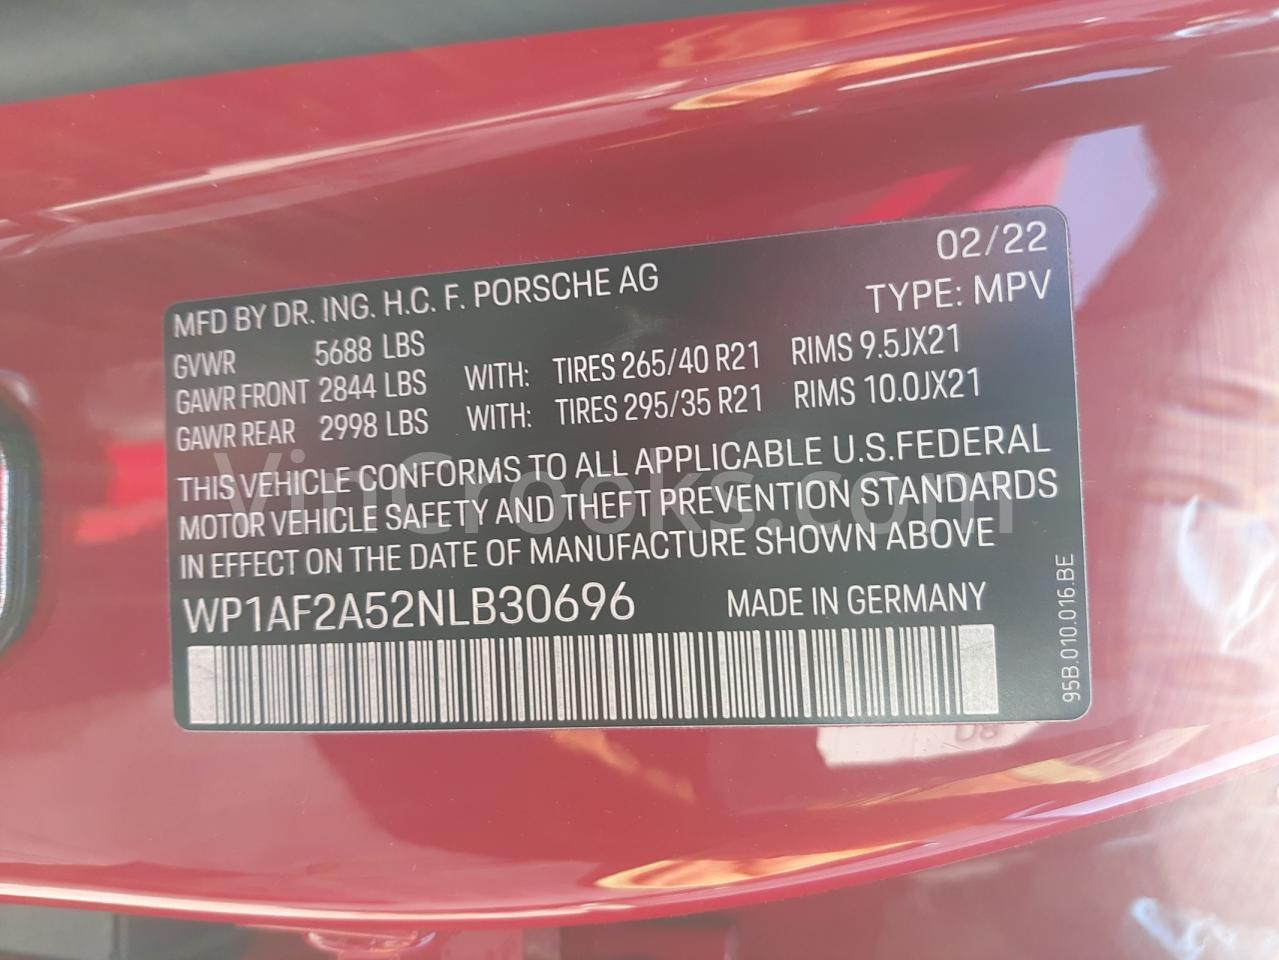 02/22
MFD BY DR. ING. H.C. F. PORSCHE AG
TYPE: MPV
GVWR 5688 LBS
GAWR FRONT 2844 LBS WITH: TIRES 265/40 R21 RIMS 9.5JX21
GAWR REAR 2998 LBS WITH: TIRES 295/35 R21 RIMS 10.0JX21
THIS VEHICLE CONFORMS TO ALL APPLICABLE U.S.FEDERAL
MOTOR VEHICLE SAFETY AND THEFT PREVENTION STANDARDS
IN EFFECT ON THE DATE OF MANUFACTURE SHOWN ABOVE
WP1AF2A52NLB30696 MADE IN GERMANY
95B.010.016.BE
VinCrooks.com